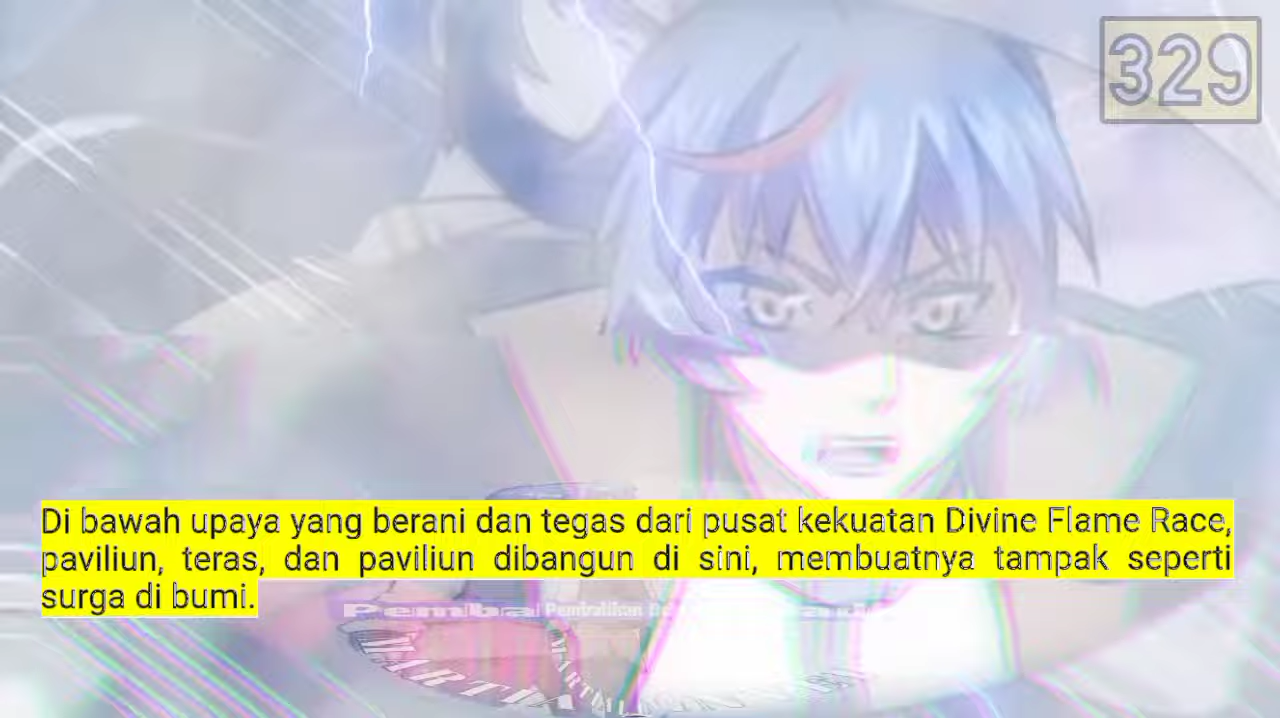 329
Di bawah upaya yang berani dan tegas dari pusat kekuatan Divine Flame Race,
paviliun, teras, dan paviliun dibangun di sini, membuatnya tampak seperti
surga di bumi.